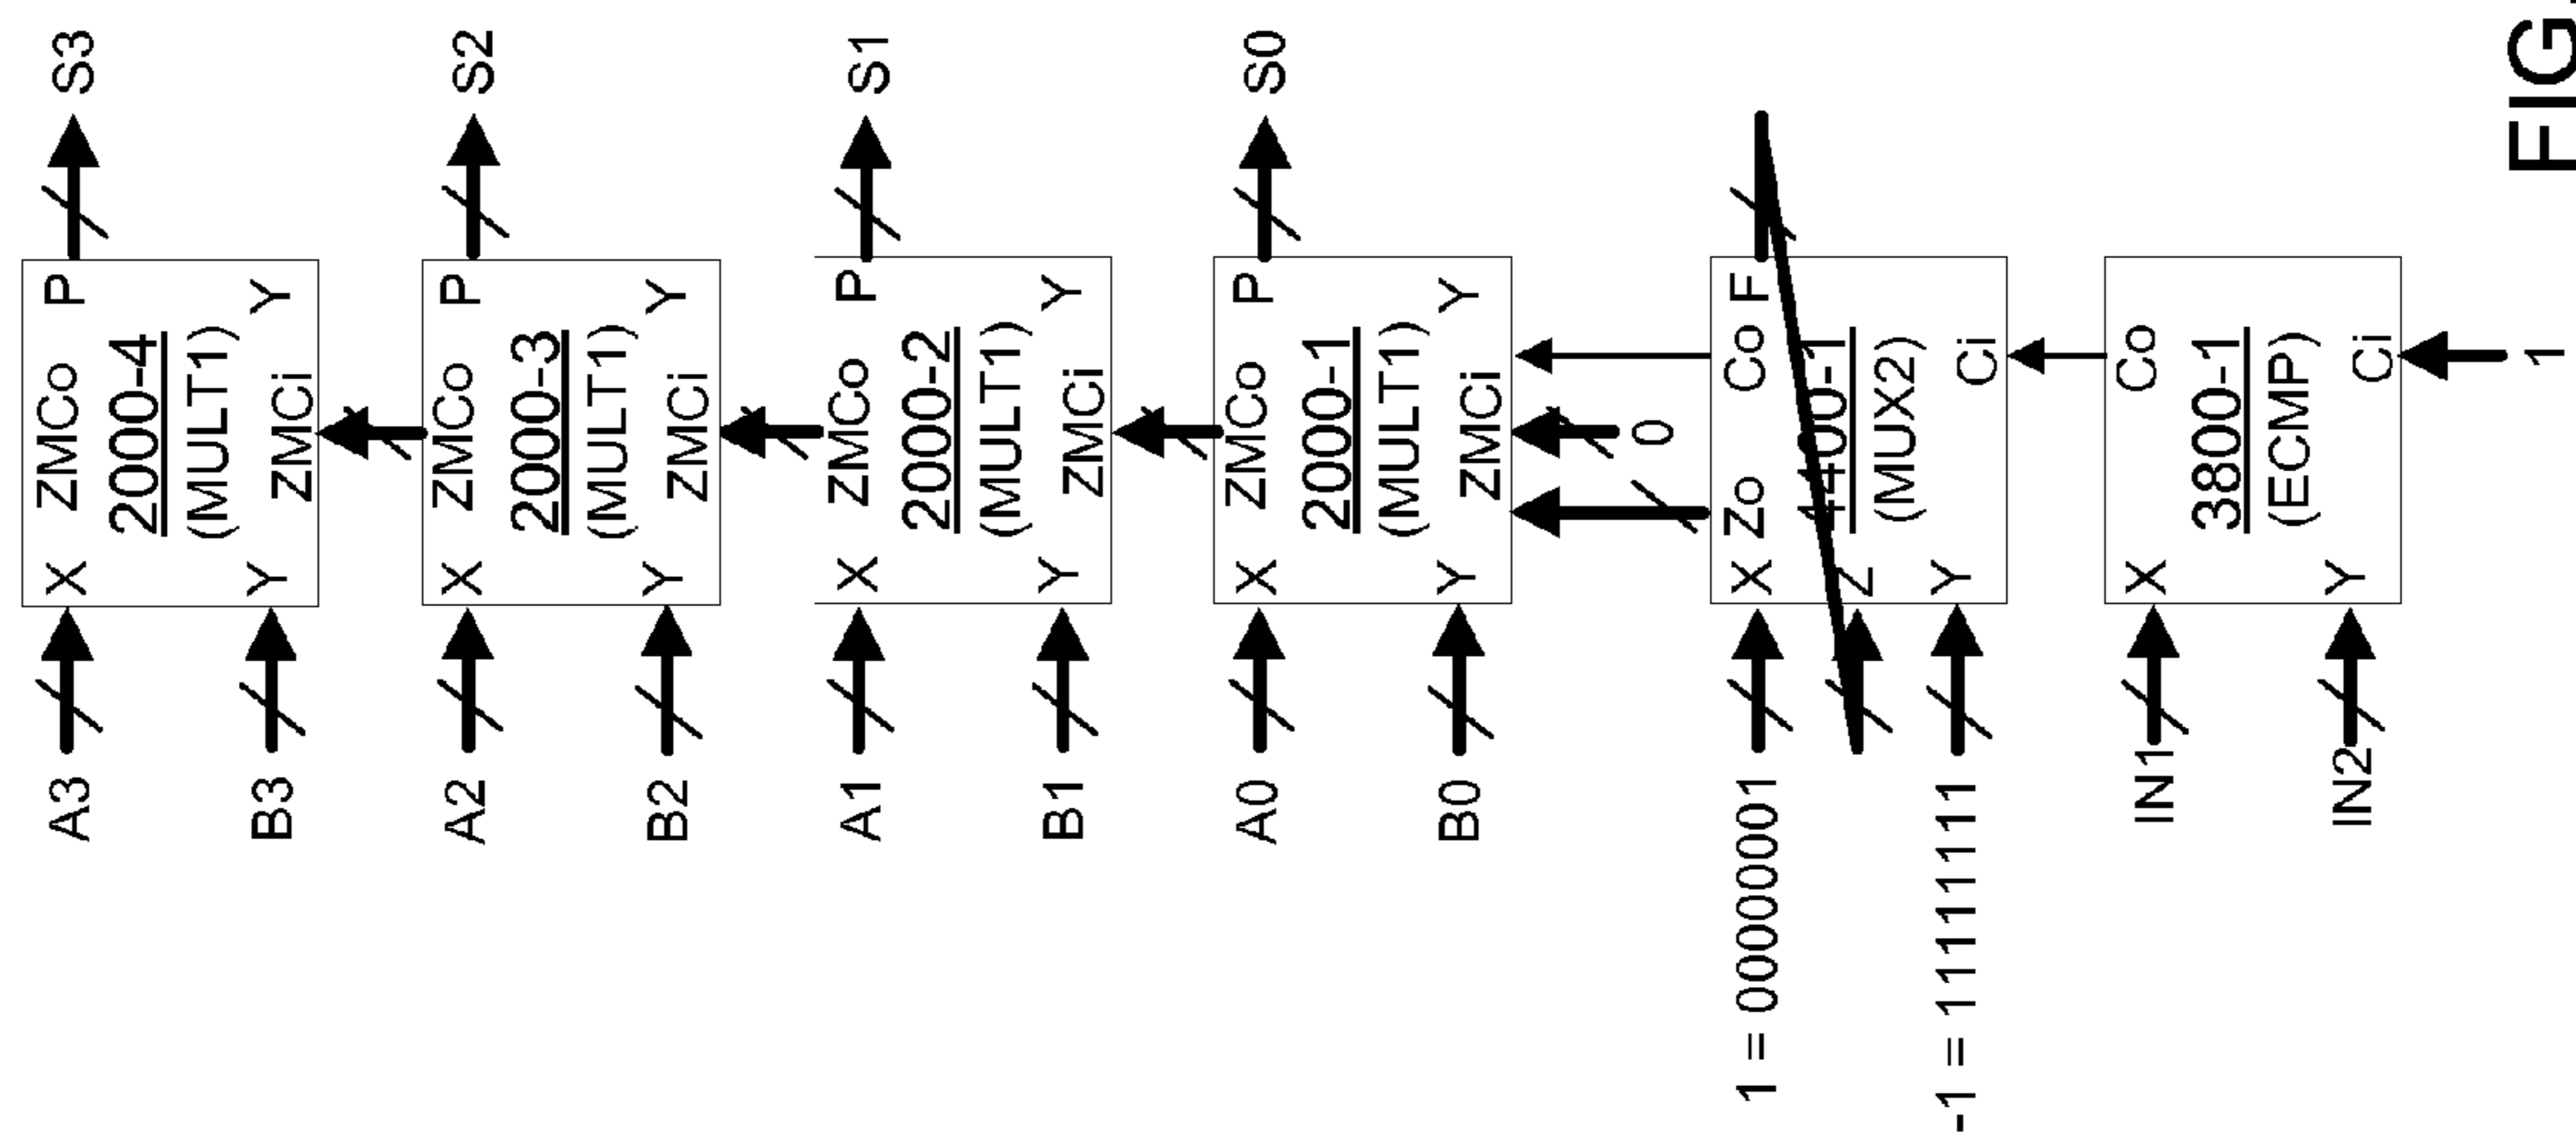 A3 X ZMCo P S3
2000-4
(MULT1)
B3 Y ZMCi Y
A2 X ZMCo P S2
2000-3
(MULT1)
B2 Y ZMCi Y
A1 X ZMCo P S1
2000-2
(MULT1)
B1 Y ZMCi Y
A0 X ZMCo P S0
2000-1
(MULT1)
B0 Y ZMCi Y
0
1 = 00000001 X Zo Co F
4400-1
Z
(MUX2)
-1 = 11111111 Y Ci
IN1 X Co
3800-1
(ECMP)
IN2 Y Ci
1
FIG.